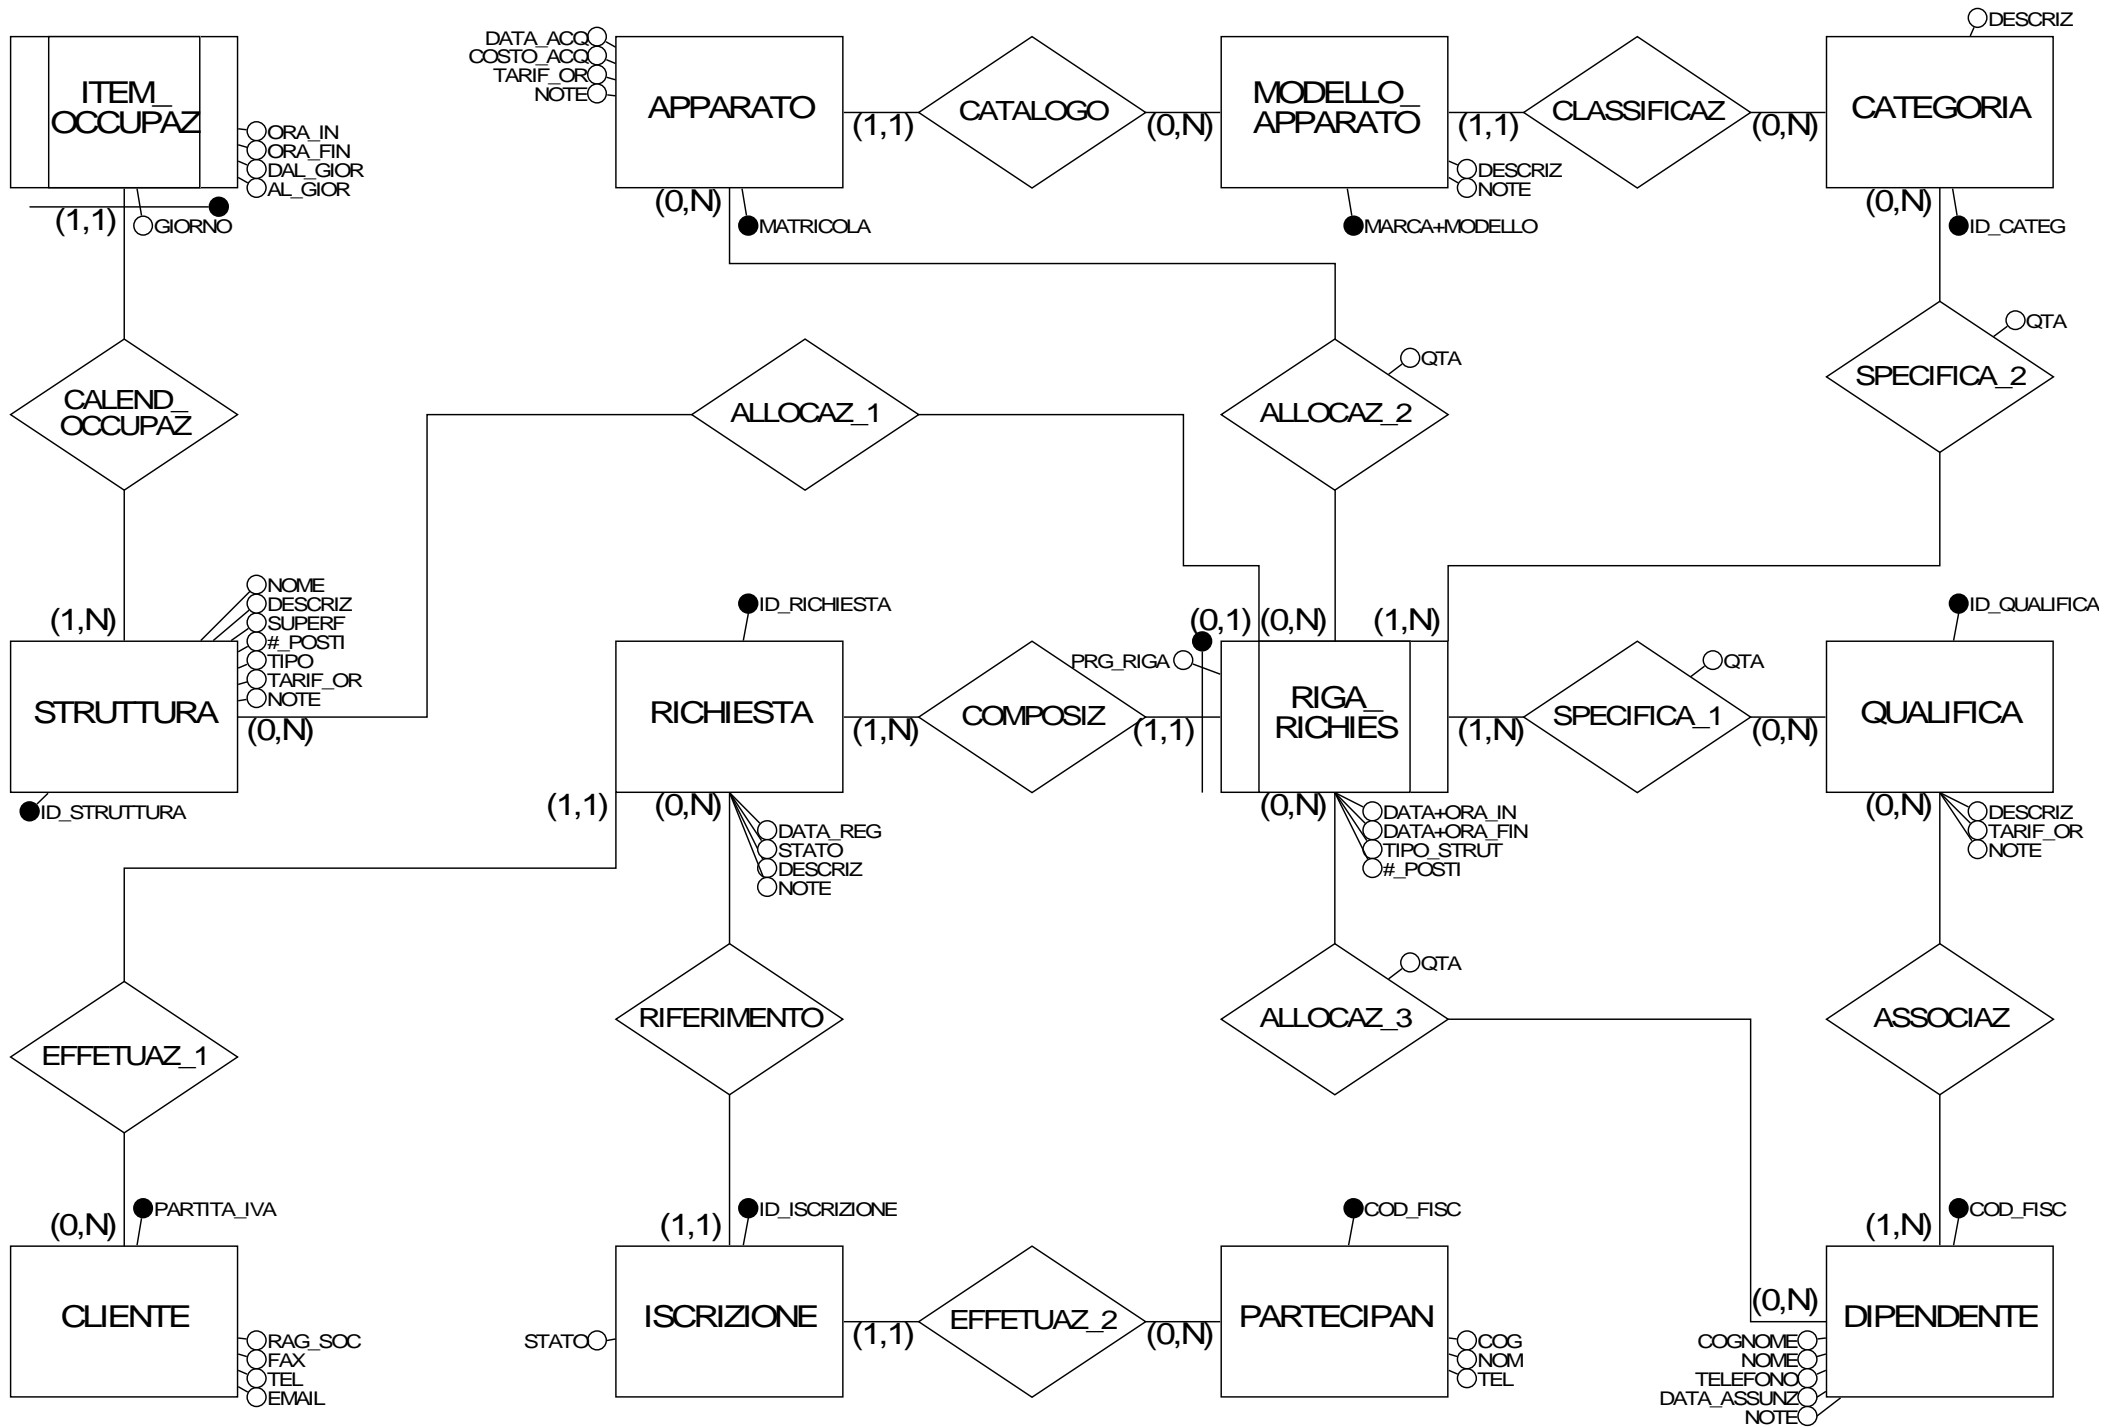 DESCRIZ
DATA_ACQ
COSTO_ACQ
TARIF_OR
NOTE
ITEM_
OCCUPAZ
APPARATO
CATALOGO
MODELLO_
APPARATO
CLASSIFICAZ
CATEGORIA
(1,1)
(0,N)
(1,1)
(0,N)
ORA_IN
ORA_FIN
DAL_GIOR
AL_GIOR
DESCRIZ
NOTE
(1,1)
GIORNO
(0,N)
MATRICOLA
MARCA+MODELLO
(0,N)
ID_CATEG
QTA
QTA
SPECIFICA_2
CALEND_
OCCUPAZ
ALLOCAZ_1
ALLOCAZ_2
(1,N)
NOME
DESCRIZ
SUPERF
#_POSTI
TIPO
TARIF_OR
NOTE
ID_RICHIESTA
(0,1)
(0,N)
(1,N)
ID_QUALIFICA
PRG_RIGA
QTA
STRUTTURA
RICHIESTA
COMPOSIZ
RIGA_
RICHIES
SPECIFICA_1
QUALIFICA
(0,N)
(1,N)
(1,1)
(1,N)
(0,N)
ID_STRUTTURA
(1,1)
(0,N)
DATA_REG
STATO
DESCRIZ
NOTE
(0,N)
DATA+ORA_IN
DATA+ORA_FIN
TIPO_STRUT
#_POSTI
(0,N)
DESCRIZ
TARIF_OR
NOTE
QTA
EFFETUAZ_1
RIFERIMENTO
ALLOCAZ_3
ASSOCIAZ
(0,N)
PARTITA_IVA
(1,1)
ID_ISCRIZIONE
COD_FISC
(1,N)
COD_FISC
CLIENTE
ISCRIZIONE
EFFETUAZ_2
PARTECIPAN
(0,N)
DIPENDENTE
RAG_SOC
FAX
TEL
EMAIL
STATO
(1,1)
(0,N)
COG
NOM
TEL
COGNOME
NOME
TELEFONO
DATA_ASSUNZ
NOTE